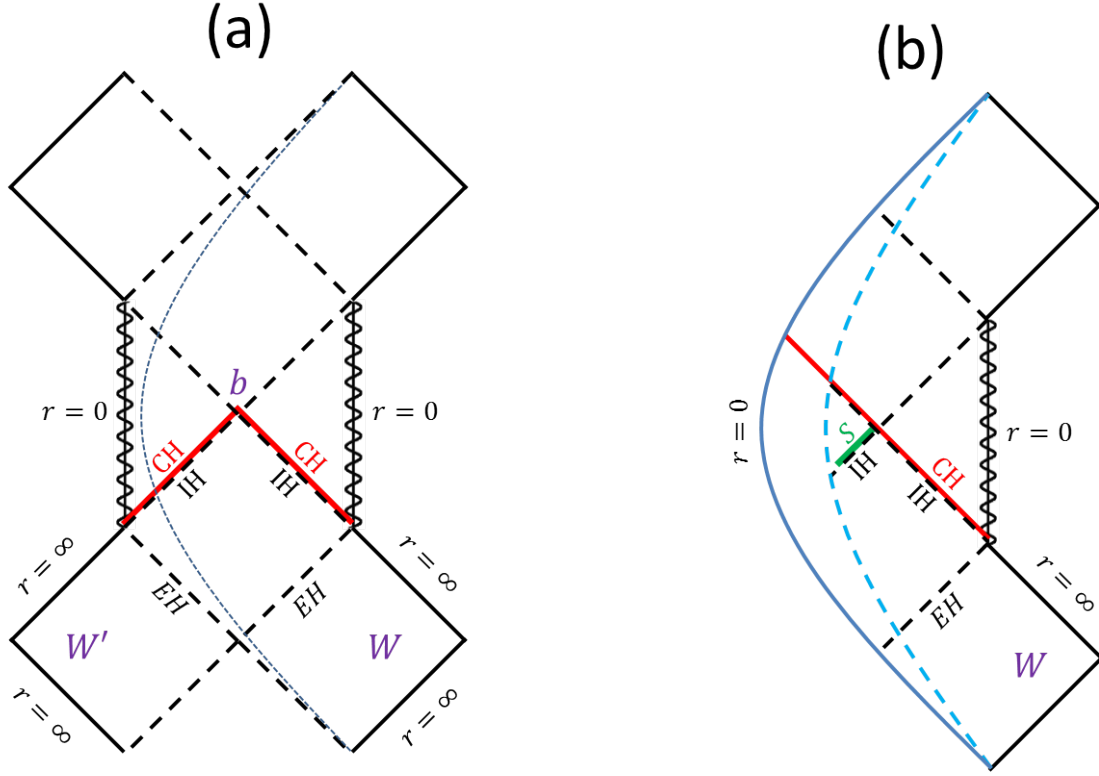 (a)
b
r = 0
r = 0
CH
CH
IH
IH
r = ∞
r = ∞
EH
EH
W′
W
r = ∞
r = ∞
(b)
r = 0
r = 0
S
IH
CH
IH
r = ∞
EH
W